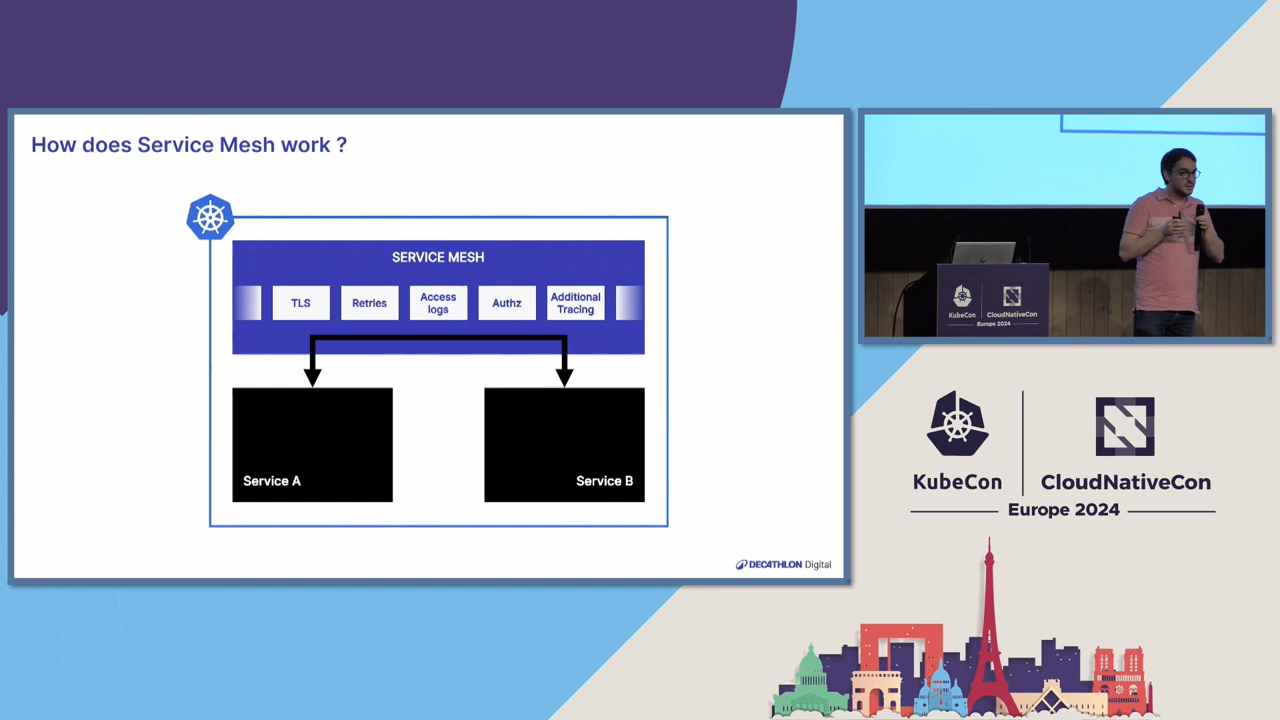 How does Service Mesh work ?
SERVICE MESH
TLS
Retries
Access
logs
Authz
Additional
Tracing
Service A
Service B
DECATHLON Digital
KubeCon
CloudNativeCon
Europe 2024
KubeCon
CloudNativeCon
Europe 2024